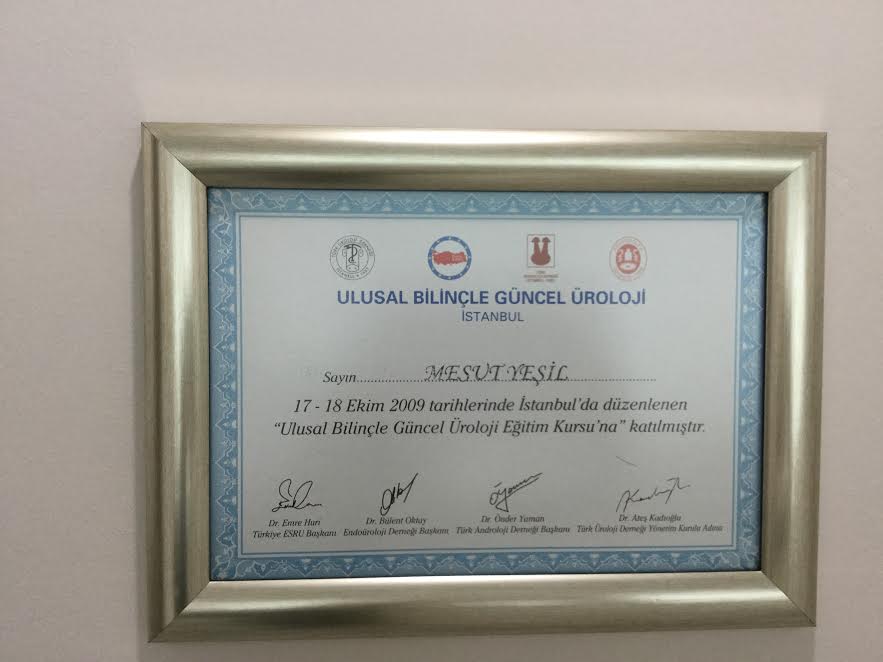 ULUSAL BİLİNÇLE GÜNCEL ÜROLOJİ
İSTANBUL
Sayın....................MESUT YEŞİL.........................
17 - 18 Ekim 2009 tarihlerinde İstanbul'da düzenlenen
"Ulusal Bilinçle Güncel Üroloji Eğitim Kursu'na" katılmıştır.
Dr. Emre Huri
Türkiye ESRU Başkanı
Dr. Bülent Oktay
Endoüroloji Derneği Başkanı
Dr. Önder Yaman
Türk Androloji Derneği Başkanı
Dr. Ateş Kadıoğlu
Türk Üroloji Derneği Yönetim Kurulu Adına